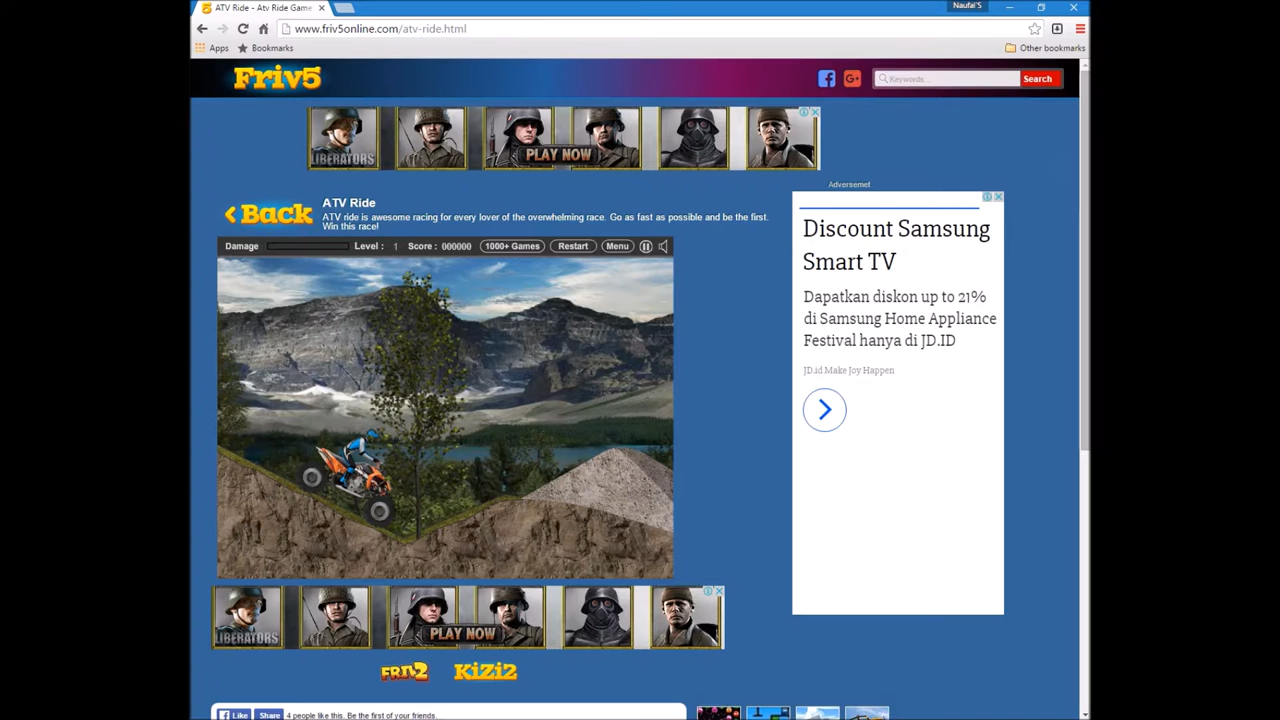 ATV Ride - Atv Ride Game
Naufal'S
www.friv5online.com/atv-ride.html
Apps Bookmarks Other bookmarks
Friv5
Keywords... Search
LIBERATORS PLAY NOW
Adversemet
< Back
ATV Ride
ATV ride is awesome racing for every lover of the overwhelming race. Go as fast as possible and be the first.
Win this race!
Damage Level : 1 Score : 000000 1000+ Games Restart Menu
Discount Samsung
Smart TV
Dapatkan diskon up to 21%
di Samsung Home Appliance
Festival hanya di JD.ID
JD.id Make Joy Happen
LIBERATORS PLAY NOW
FRIV2 KiZi2
Like Share 4 people like this. Be the first of your friends.